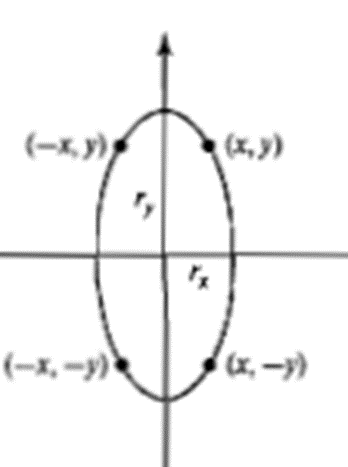 (−x, y) (x, y)
r_y
r_x
(−x, −y) (x, −y)